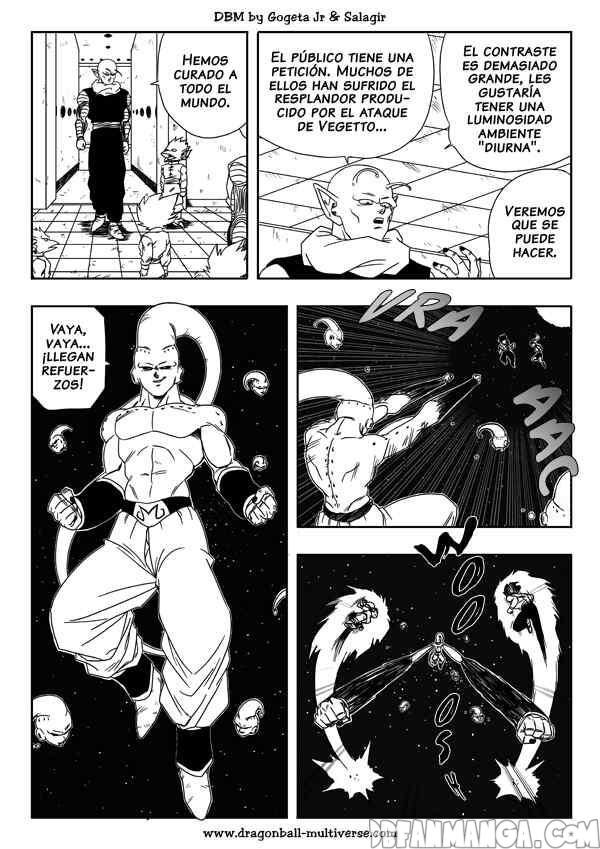 DBM by Gogeta Jr & Salagir
HEMOS
CURADO A
TODO EL
MUNDO.
EL PÚBLICO TIENE UNA
PETICIÓN. MUCHOS DE
ELLOS HAN SUFRIDO EL
RESPLANDOR PRODU-
CIDO POR EL ATAQUE
DE VEGETTO...
EL CONTRASTE
ES DEMASIADO
GRANDE, LES
GUSTARÍA
TENER UNA
LUMINOSIDAD
AMBIENTE
"DIURNA".
VEREMOS
QUE SE
PUEDE
HACER.
VAYA,
VAYA...
¡LLEGAN
REFUER-
ZOS!
VRA
AAC
WOOOOSH
www.dragonball-multiverse.com
DBFANMANGA.COM